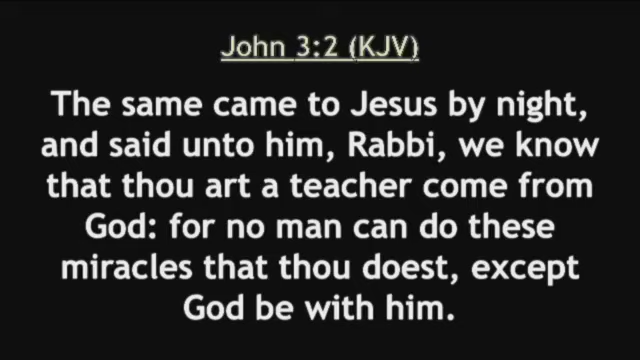 John 3:2 (KJV)
The same came to Jesus by night,
and said unto him, Rabbi, we know
that thou art a teacher come from
God: for no man can do these
miracles that thou doest, except
God be with him.